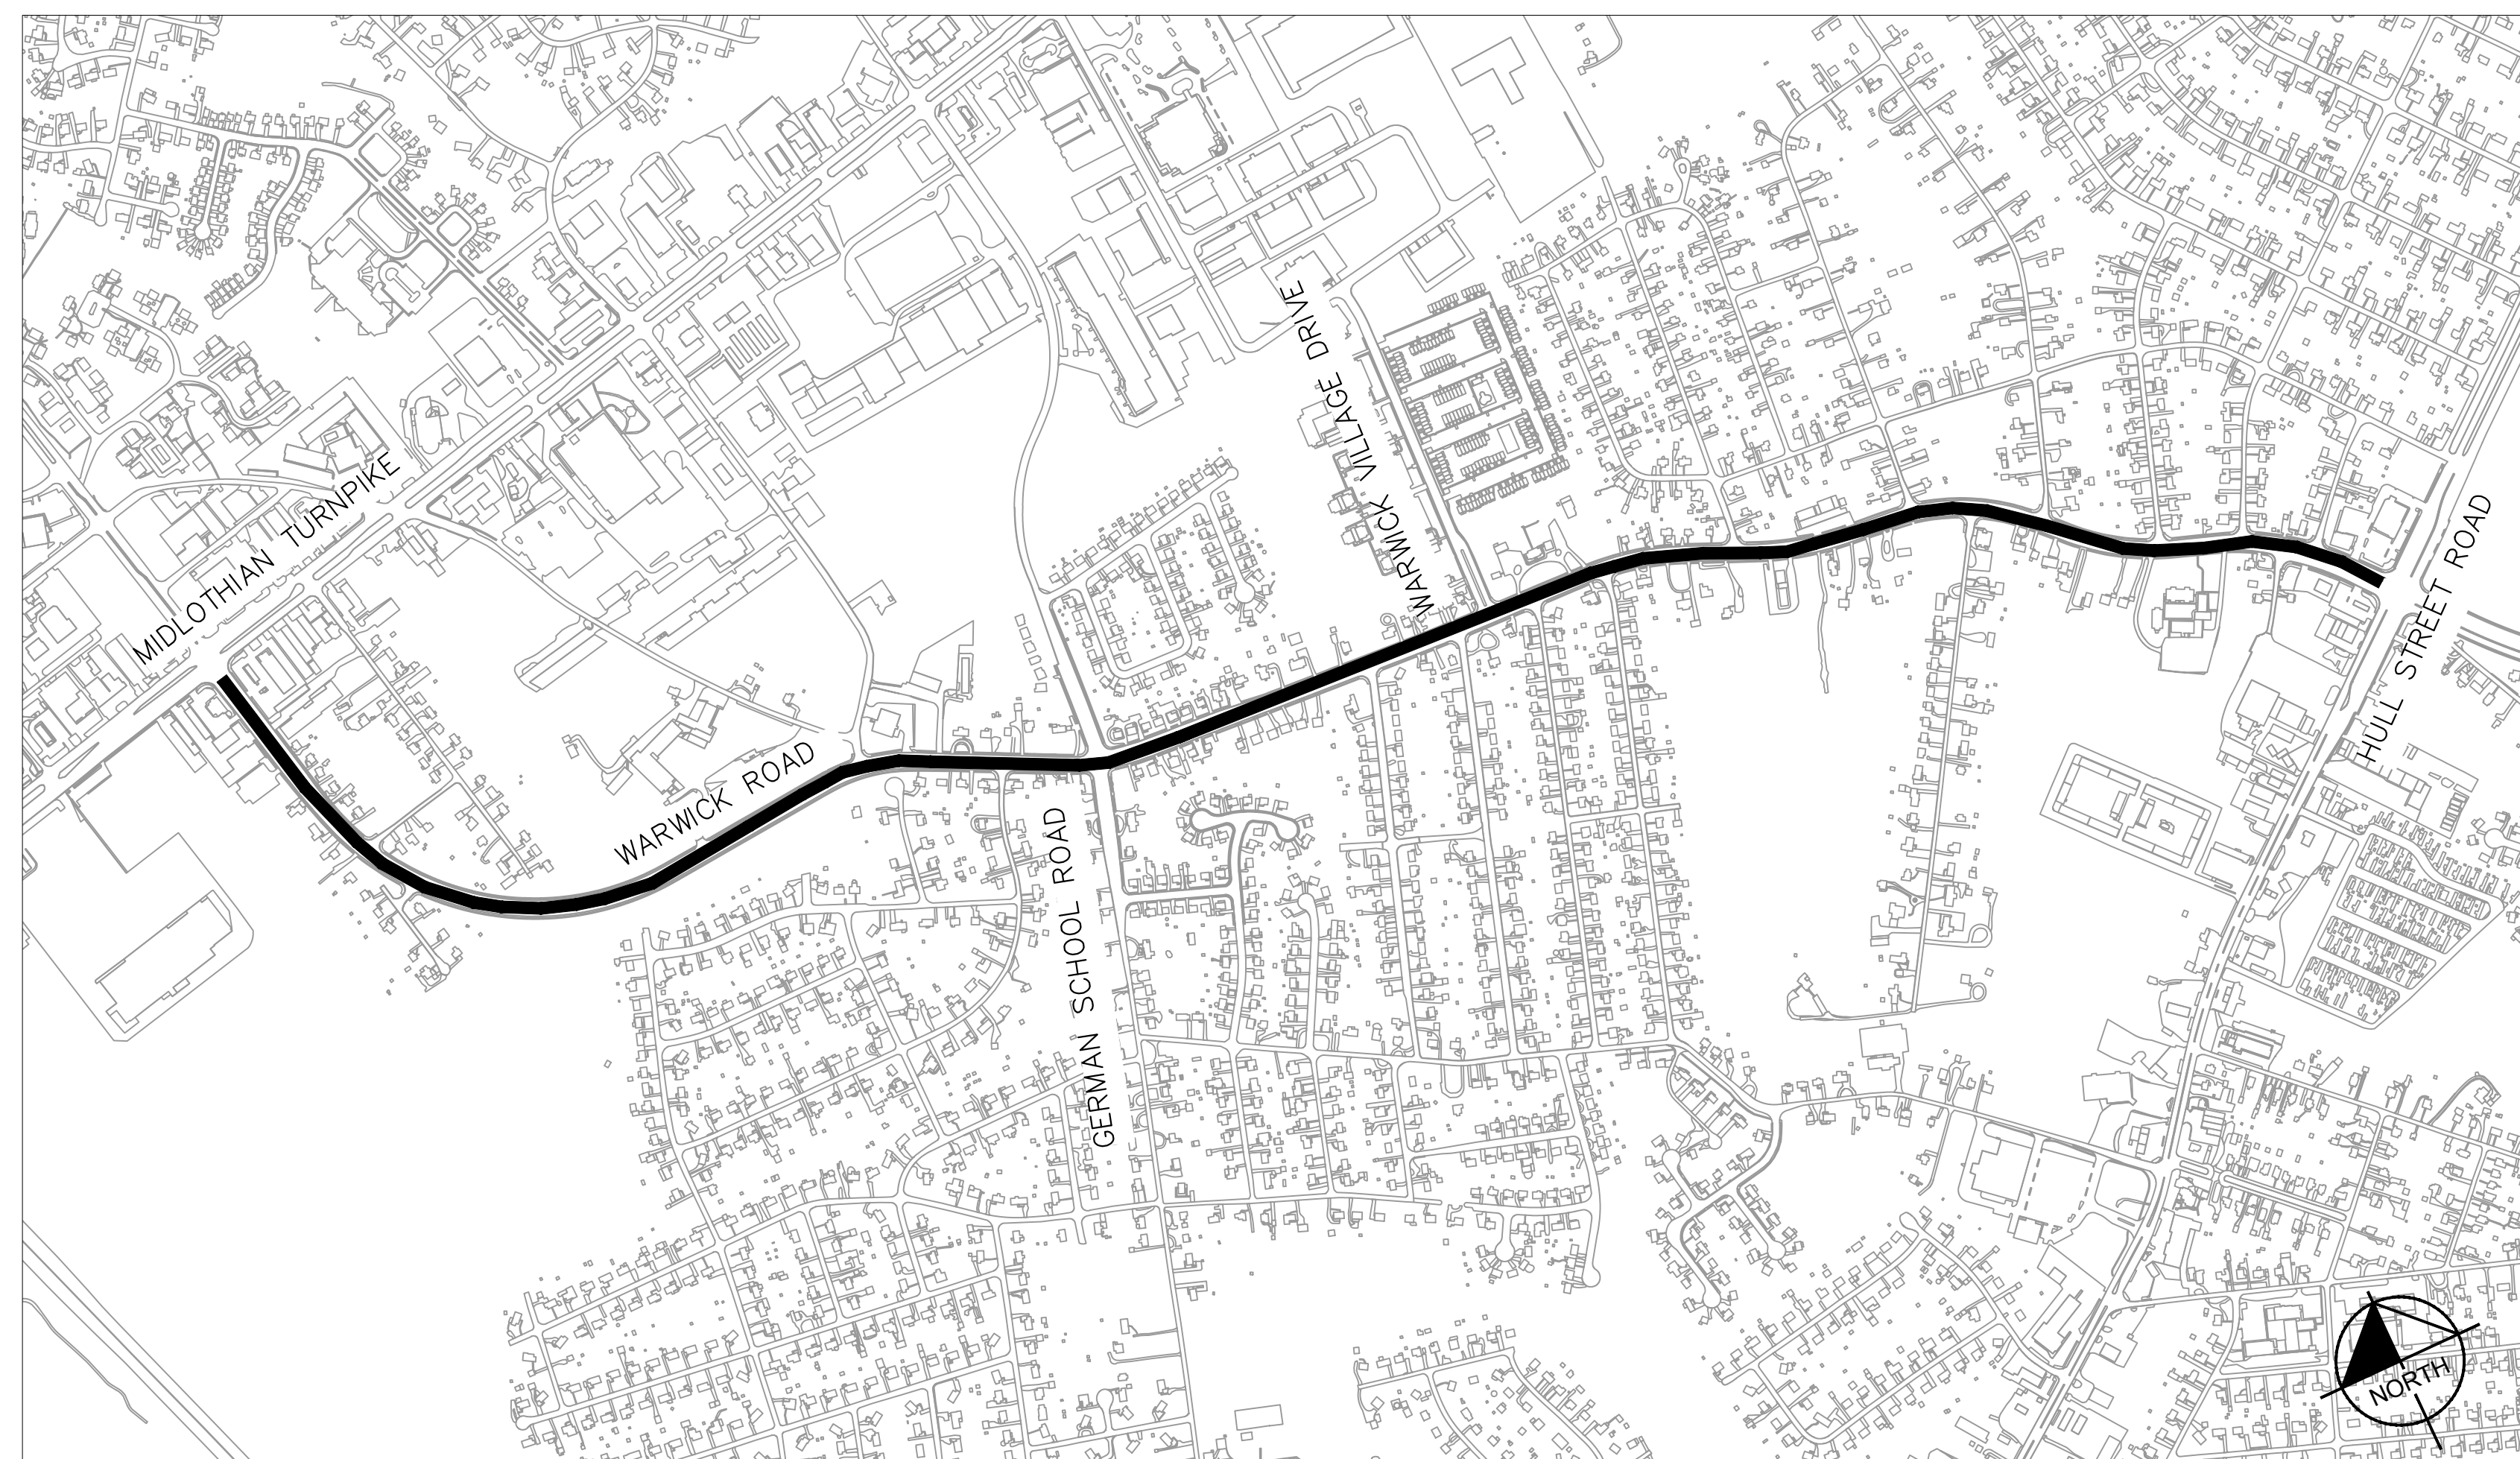 MIDLOTHIAN TURNPIKE
WARWICK ROAD
GERMAN SCHOOL ROAD
WARWICK VILLAGE DRIVE
HULL STREET ROAD
NORTH